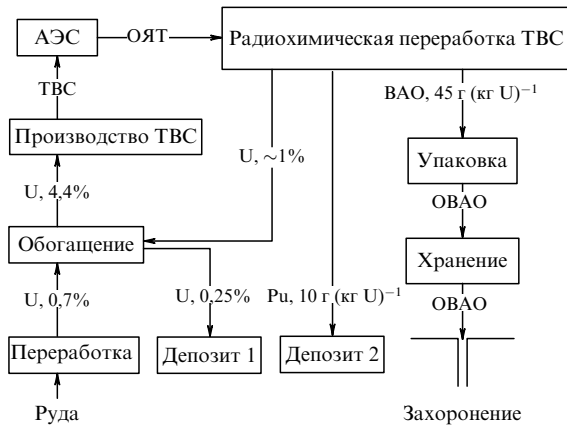 АЭС
ОЯТ
Радиохимическая переработка ТВС
ТВС
ВАО, 45 г (кг U)⁻¹
Производство ТВС
U, ~1%
Упаковка
U, 4,4%
ОВАО
Обогащение
Хранение
U, 0,7%
U, 0,25%
Pu, 10 г (кг U)⁻¹
ОВАО
Переработка
Депозит 1
Депозит 2
Руда
Захоронение